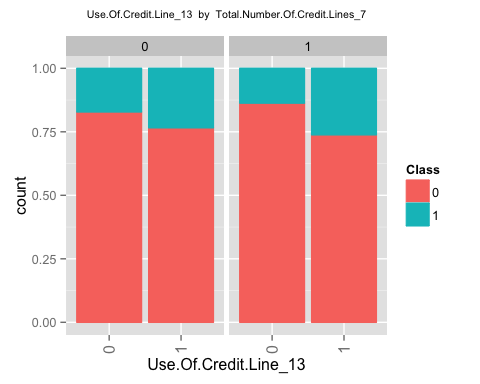 Use.Of.Credit.Line_13 by Total.Number.Of.Credit.Lines_7
0 1
1.00
0.75
0.50
0.25
0.00
count
0 1 0 1
Use.Of.Credit.Line_13
Class
0
1